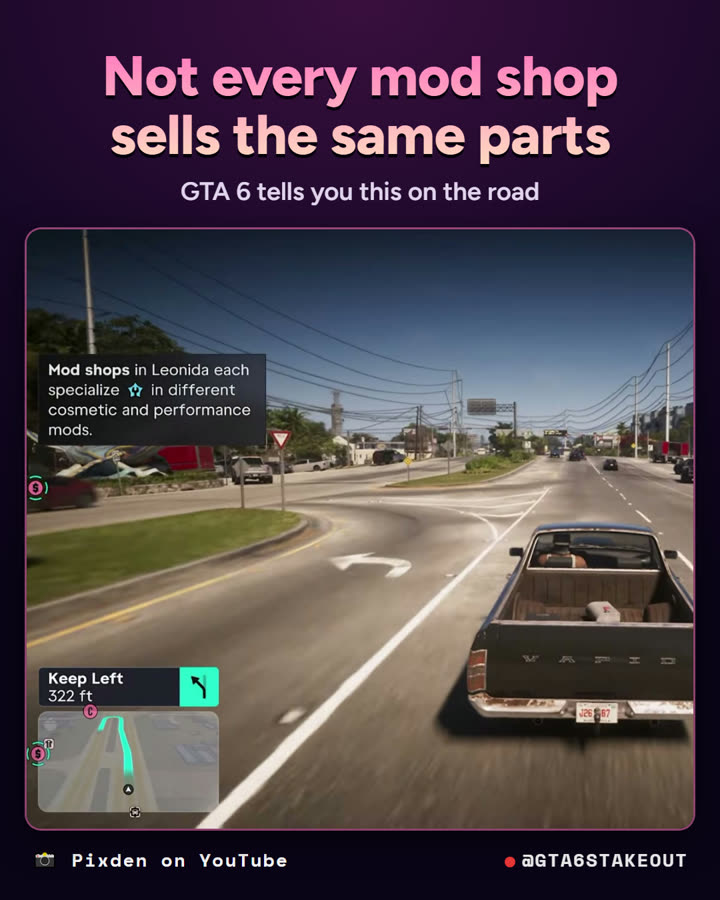 Not every mod shop
sells the same parts
GTA 6 tells you this on the road
Mod shops in Leonida each
specialize in different
cosmetic and performance
mods.
Keep Left
322 ft
C
$
$
VAPID
Pixden on YouTube
@GTA6STAKEOUT